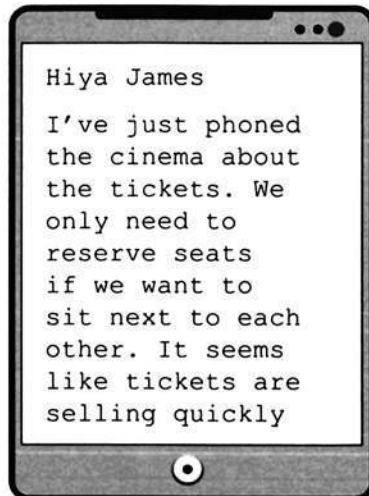 Hiya James
I've just phoned
the cinema about
the tickets. We
only need to
reserve seats
if we want to
sit next to each
other. It seems
like tickets are
selling quickly